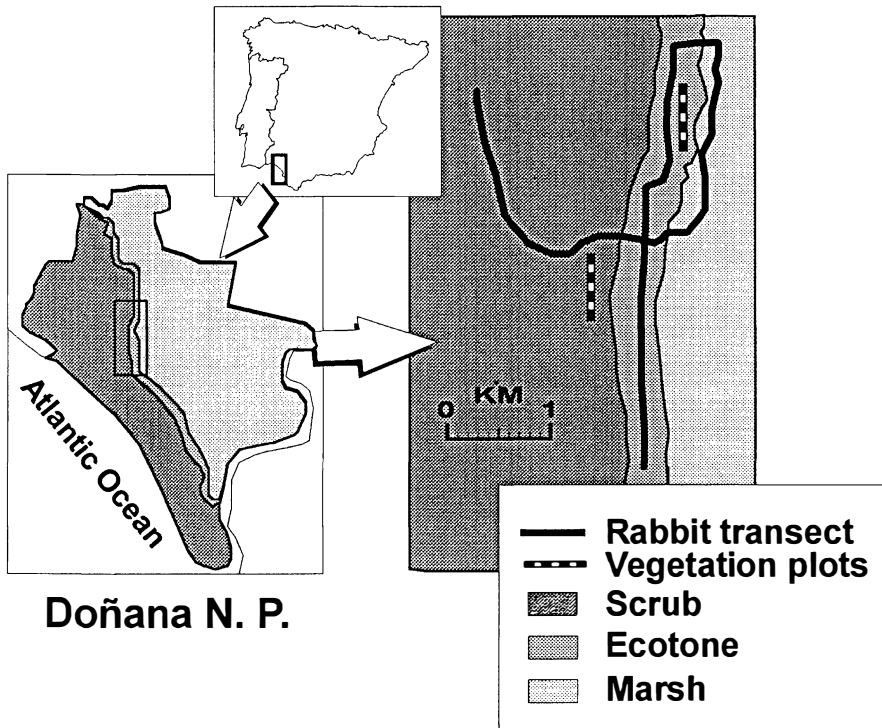 Atlantic Ocean
Doñana N. P.
KM
0 1
Rabbit transect
Vegetation plots
Scrub
Ecotone
Marsh